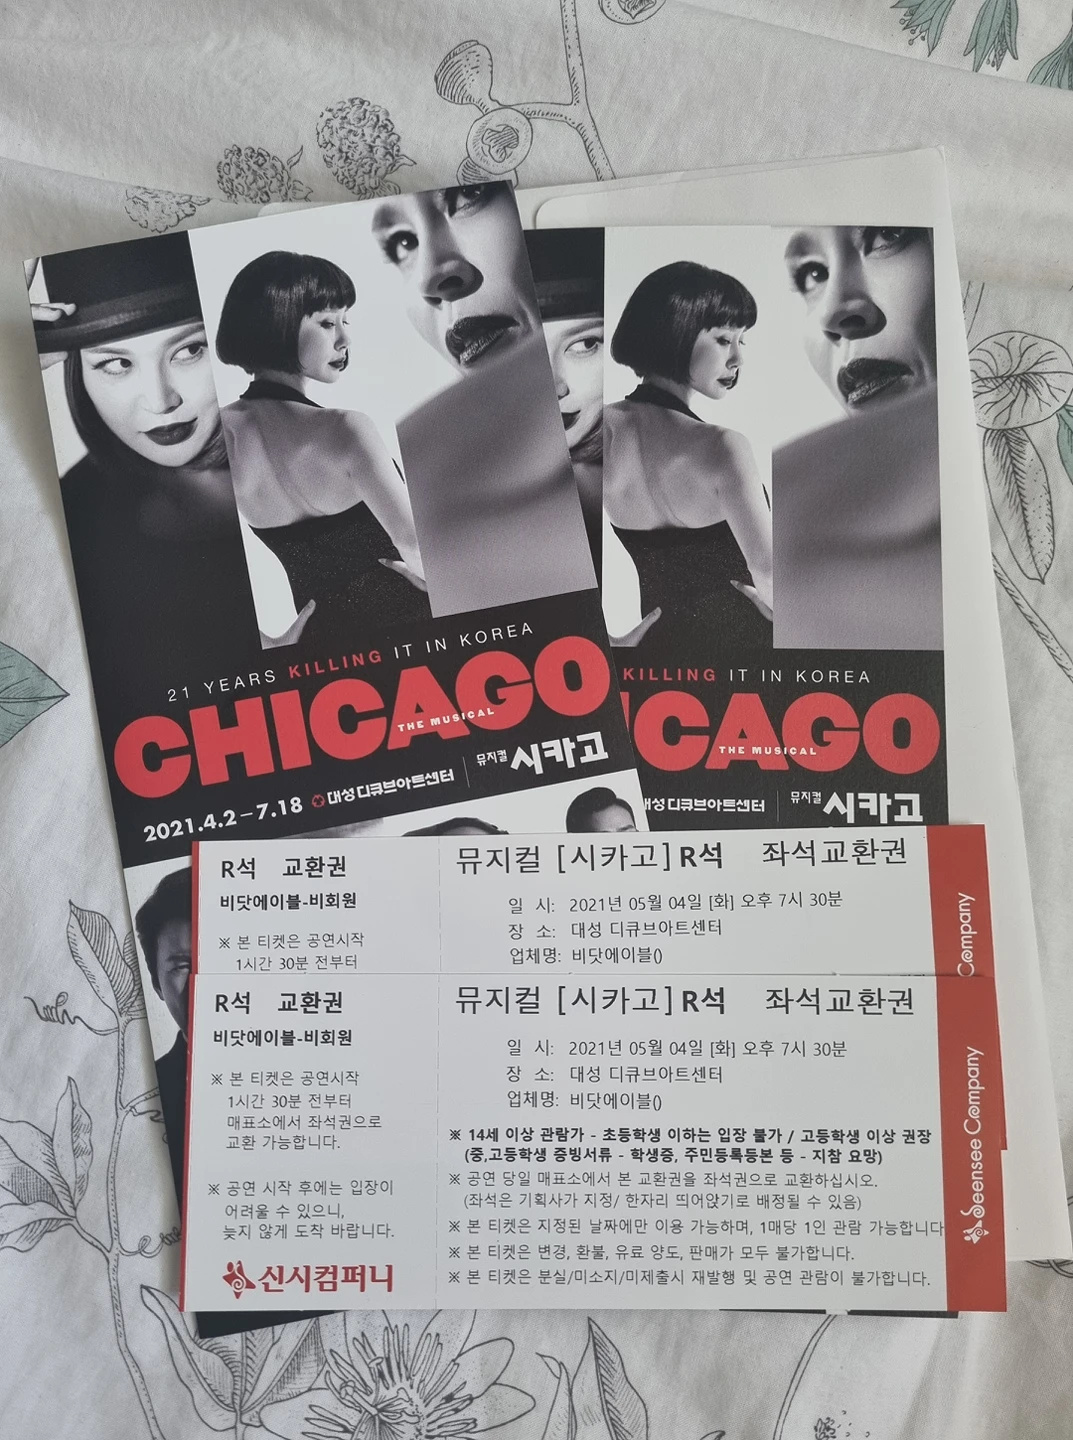 21 YEARS KILLING IT IN KOREA
CHICAGO
THE MUSICAL
2021.4.2-7.18 대성 디큐브아트센터 뮤지컬 시카고
KILLING IT IN KOREA
ICAGO
THE MUSICAL
대성 디큐브아트센터 뮤지컬 시카고
R석 교환권
비닷에이블-비회원
※ 본 티켓은 공연시작
1시간 30분 전부터
뮤지컬 [시카고] R석 좌석교환권
일 시: 2021년 05월 04일 [화] 오후 7시 30분
장 소: 대성 디큐브아트센터
업체명: 비닷에이블()
Company
R석 교환권
비닷에이블-비회원
※ 본 티켓은 공연시작
1시간 30분 전부터
매표소에서 좌석권으로
교환 가능합니다.
※ 공연 시작 후에는 입장이
어려울 수 있으니,
늦지 않게 도착 바랍니다.
신시컴퍼니
뮤지컬 [시카고] R석 좌석교환권
일 시: 2021년 05월 04일 [화] 오후 7시 30분
장 소: 대성 디큐브아트센터
업체명: 비닷에이블()
※ 14세 이상 관람가 - 초등학생 이하는 입장 불가 / 고등학생 이상 권장
(중,고등학생 증빙서류 - 학생증, 주민등록등본 등 - 지참 요망)
※ 공연 당일 매표소에서 본 교환권을 좌석권으로 교환하십시오.
(좌석은 기획사가 지정/ 한자리 띄어앉기로 배정될 수 있음)
※ 본 티켓은 지정된 날짜에만 이용 가능하며, 1매당 1인 관람 가능합니다
※ 본 티켓은 변경, 환불, 유료 양도, 판매가 모두 불가합니다.
※ 본 티켓은 분실/미소지/미제출시 재발행 및 공연 관람이 불가합니다.
Seensee Company